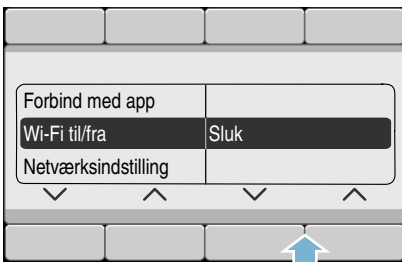 Forbind med app
Wi-Fi til/fra Sluk
Netværksindstilling